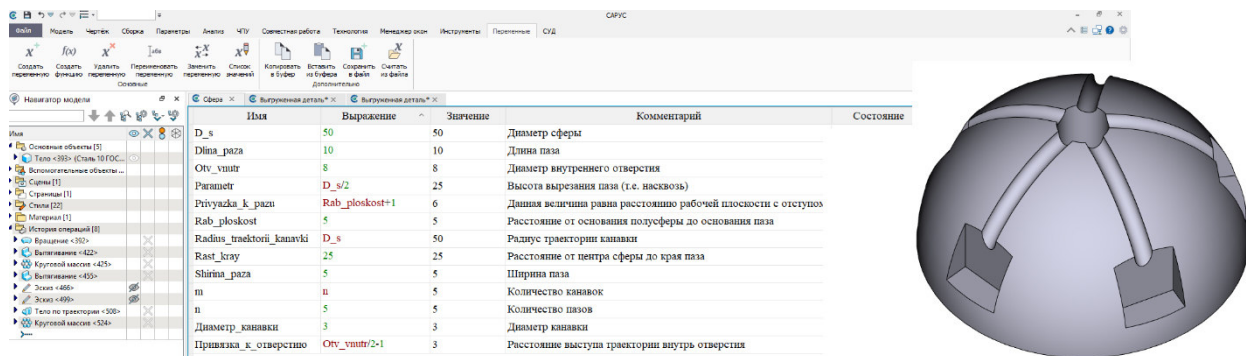 САРУС
Файл Модель Чертёж Сборка Параметры Анализ ЧПУ Совместная работа Технология Менеджер окон Инструменты Переменные СУД
Создать переменную Создать функцию Удалить переменную Переименовать переменную Заменить переменную Список значений Копировать в буфер Вставить из буфера Сохранить в файл Считать из файла
Основные Дополнительно
Навигатор модели
Сфера Выгруженная деталь* Выгруженная деталь*
Имя
Основные объекты [5]
Тело <393> (Сталь 10 ГОС...
Вспомогательные объекты ...
Сцены [1]
Страницы [1]
Стили [22]
Материал [1]
История операций [8]
Вращение <392>
Вытягивание <422>
Круговой массив <425>
Вытягивание <455>
Эскиз <466>
Эскиз <499>
Тело по траектории <508>
Круговой массив <524>
Имя Выражение Значение Комментарий Состояние
D_s 50 50 Диаметр сферы
Dlina_paza 10 10 Длина паза
Otv_vnutr 8 8 Диаметр внутреннего отверстия
Parametr D_s/2 25 Высота вырезания паза (т.е. насквозь)
Privyazka_k_pazu Rab_ploskost+1 6 Данная величина равна расстоянию рабочей плоскости с отступом
Rab_ploskost 5 5 Расстояние от основания полусферы до основания паза
Radius_traektorii_kanavki D_s 50 Радиус траектории канавки
Rast_kray 25 25 Расстояние от центра сферы до края паза
Shirina_paza 5 5 Ширина паза
m n 5 Количество канавок
n 5 5 Количество пазов
Диаметр_канавки 3 3 Диаметр канавки
Привязка_к_отверстию Otv_vnutr/2-1 3 Расстояние выступа траектории внутрь отверстия